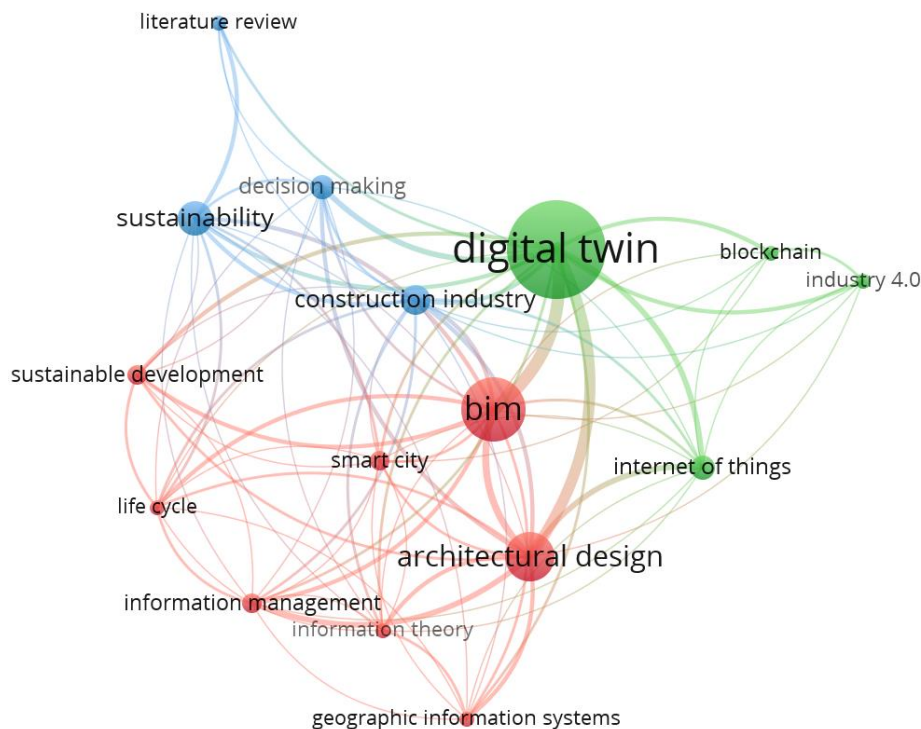 literature review
decision making
sustainability
digital twin
blockchain
industry 4.0
construction industry
sustainable development
bim
smart city
internet of things
life cycle
architectural design
information management
information theory
geographic information systems